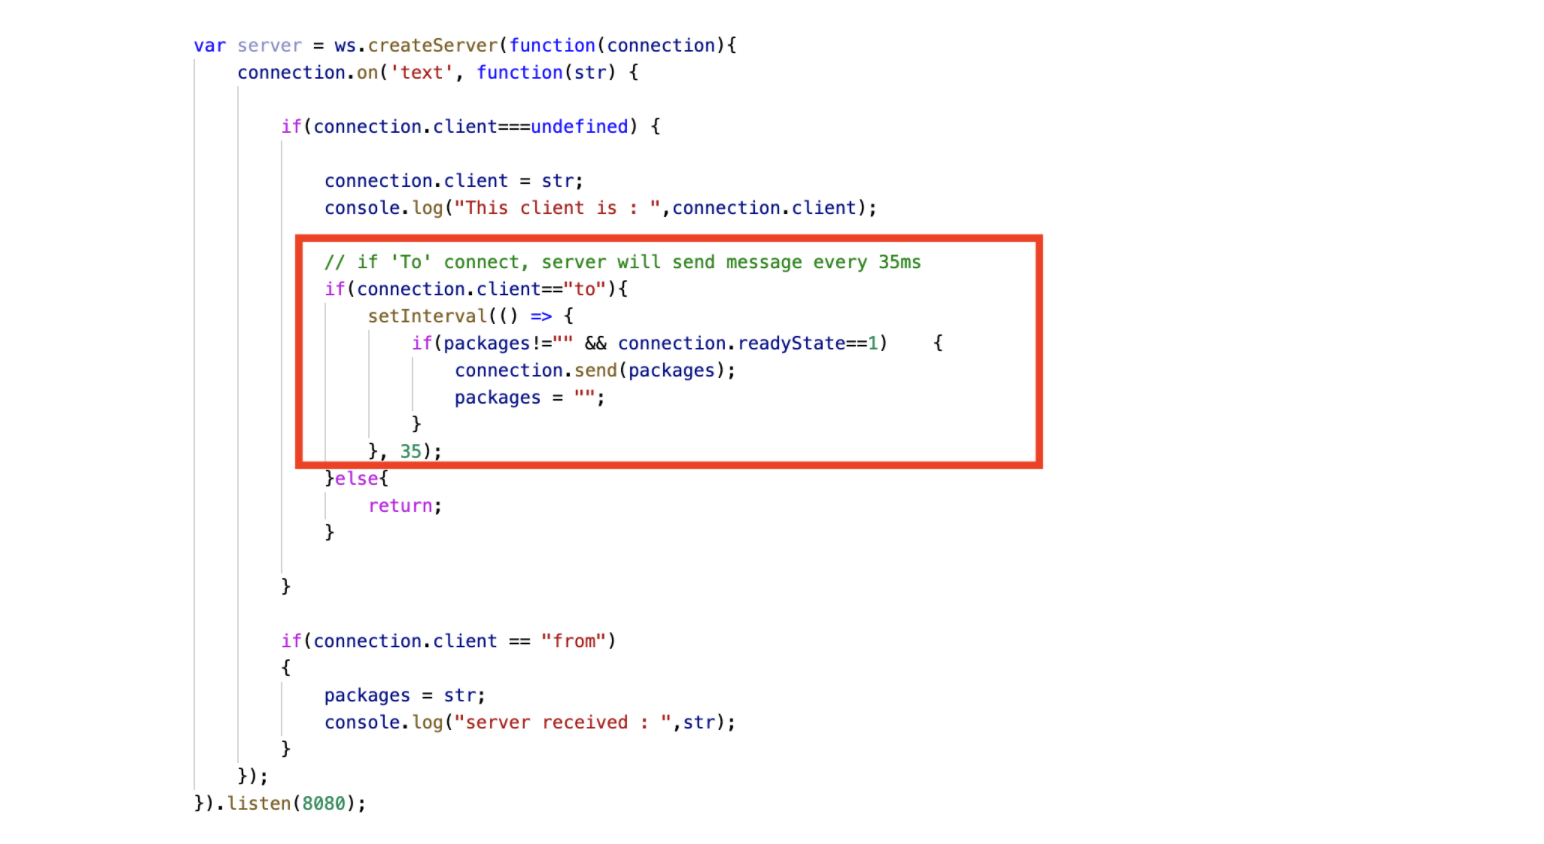 var server = ws.createServer(function(connection){
connection.on('text', function(str) {
if(connection.client===undefined) {
connection.client = str;
console.log("This client is : ",connection.client);
// if 'To' connect, server will send message every 35ms
if(connection.client=="to"){
setInterval(() => {
if(packages!="" && connection.readyState==1)    {
connection.send(packages);
packages = "";
}
}, 35);
}else{
return;
}
}
if(connection.client == "from")
{
packages = str;
console.log("server received : ",str);
}
});
}).listen(8080);